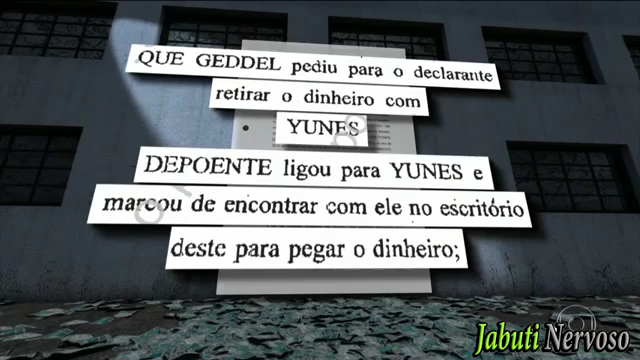 QUE GEDDEL pediu para o declarante
retirar o dinheiro com
YUNES
DEPOENTE ligou para YUNES e
marcou de encontrar com ele no escritório
deste para pegar o dinheiro;
Jabuti Nervoso